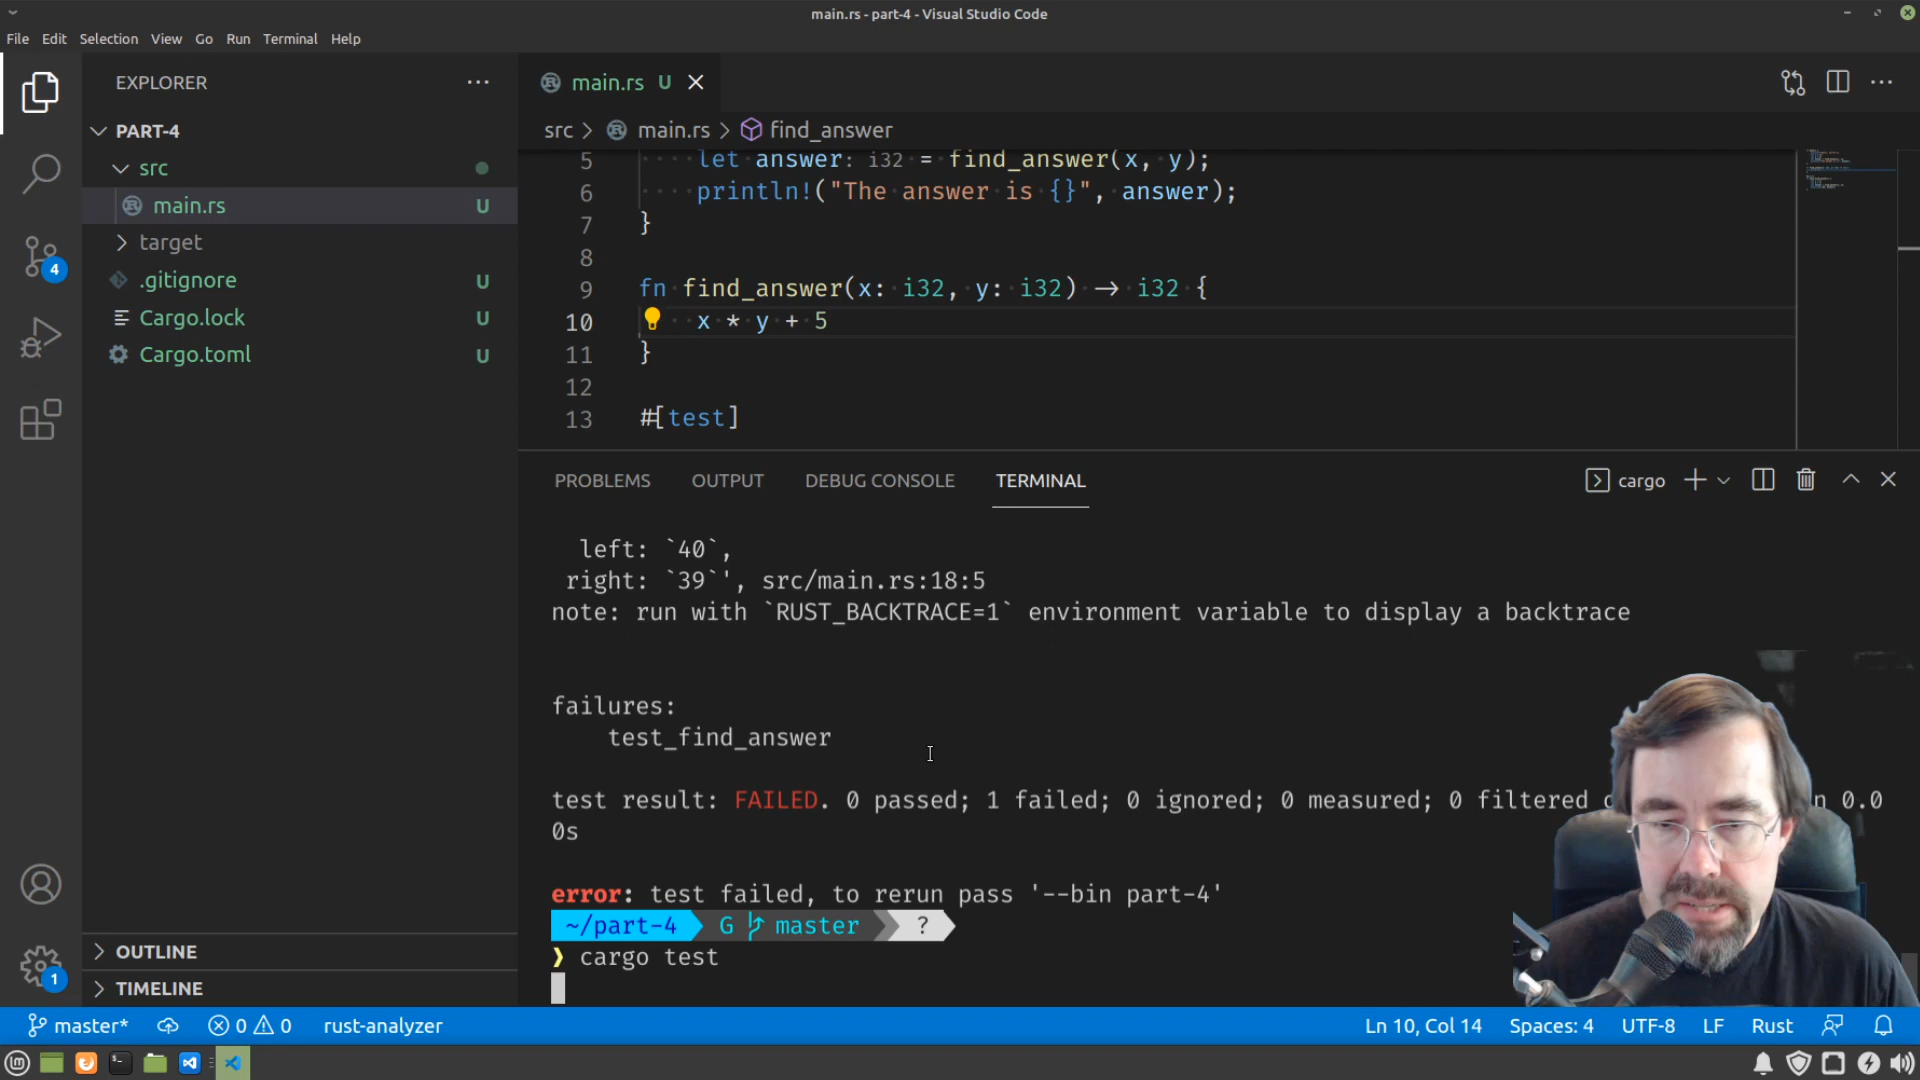 main.rs - part-4 - Visual Studio Code
File Edit Selection View Go Run Terminal Help
EXPLORER
PART-4
src
main.rs U
target
.gitignore U
Cargo.lock U
Cargo.toml U
OUTLINE
TIMELINE
4
1
main.rs U
src > main.rs > find_answer
5 let answer: i32 = find_answer(x, y);
6 println!("The answer is {}", answer);
7 }
8
9 fn find_answer(x: i32, y: i32) → i32 {
10 x * y + 5
11 }
12
13 #[test]
PROBLEMS OUTPUT DEBUG CONSOLE TERMINAL
cargo
left: `40`,
right: `39`', src/main.rs:18:5
note: run with `RUST_BACKTRACE=1` environment variable to display a backtrace
failures:
test_find_answer
test result: FAILED. 0 passed; 1 failed; 0 ignored; 0 measured; 0 filtered 0.0
0s
error: test failed, to rerun pass '--bin part-4'
~/part-4 G master ?
❯ cargo test
master* 0 0 rust-analyzer Ln 10, Col 14 Spaces: 4 UTF-8 LF Rust